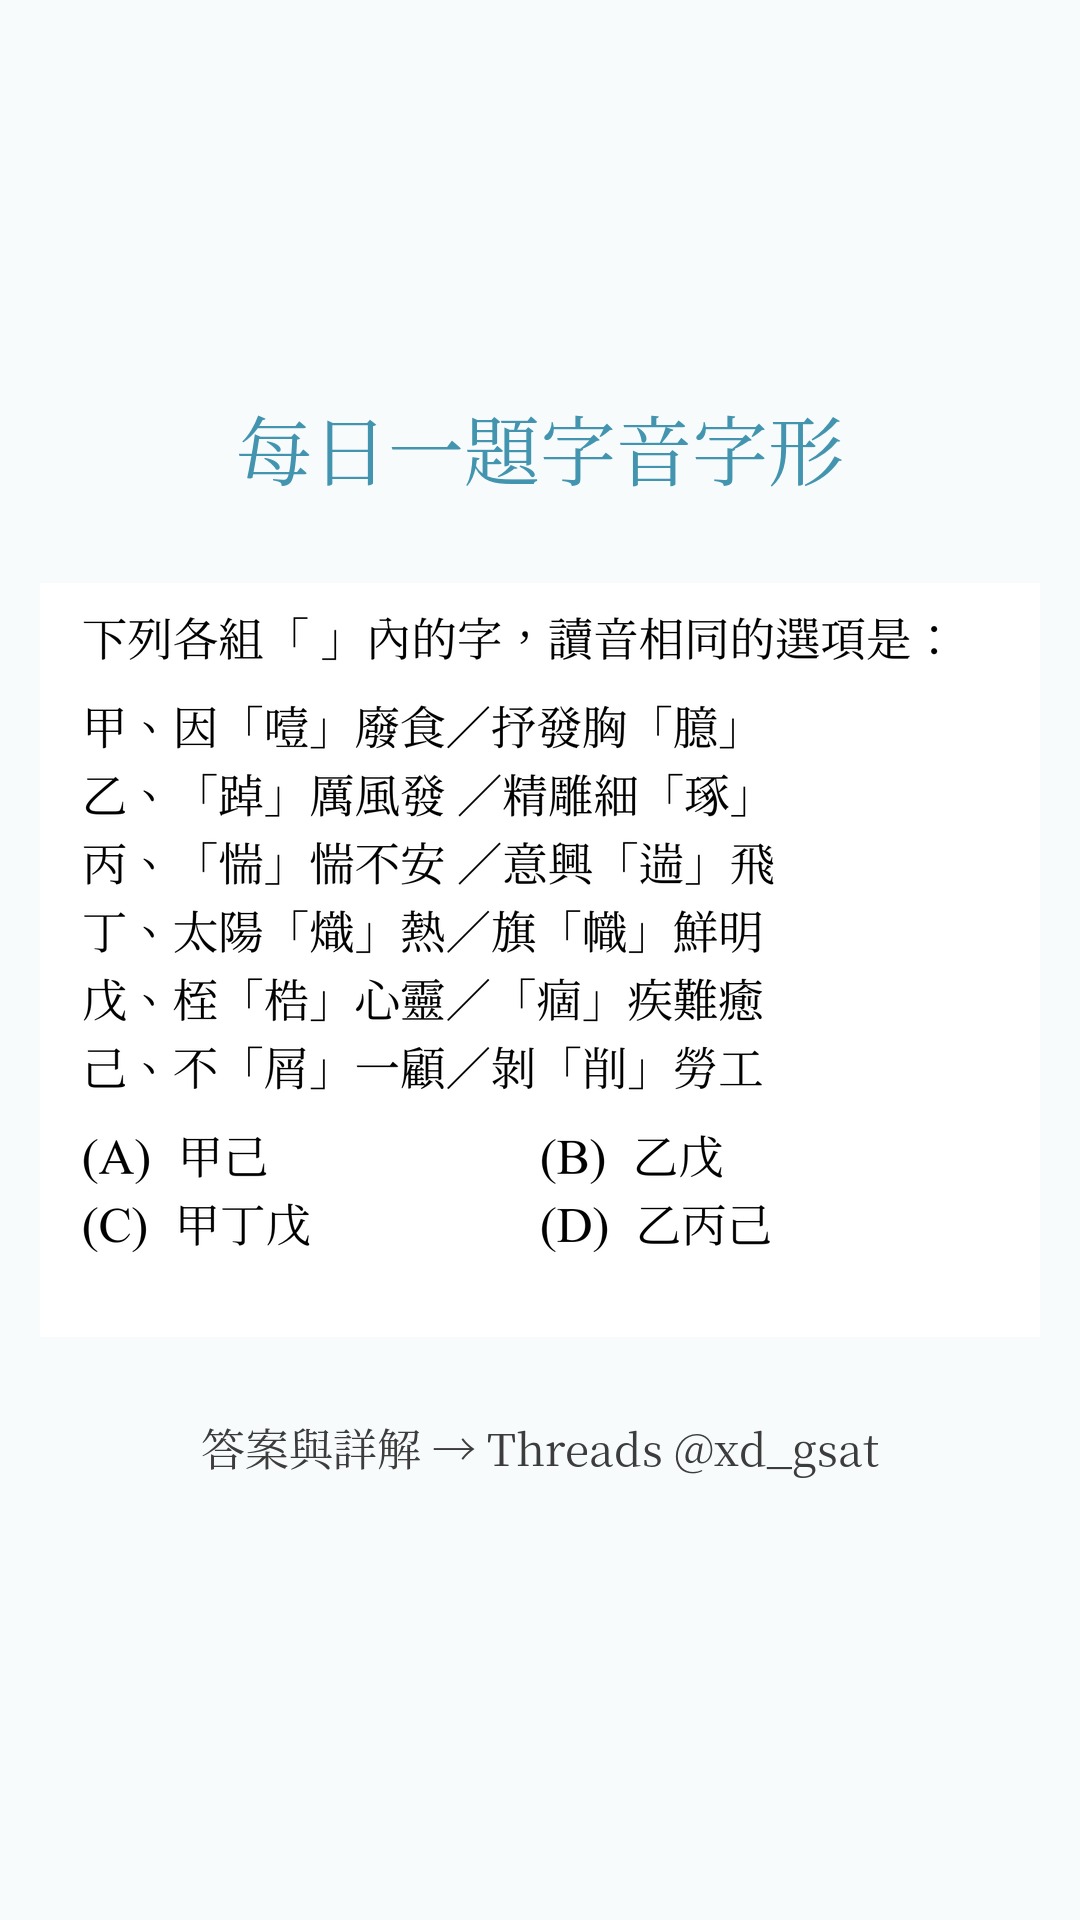 每日一題字音字形
下列各組「 」內的字，讀音相同的選項是：
甲、因「噎」廢食／抒發胸「臆」
乙、「踔」厲風發／精雕細「琢」
丙、「惴」惴不安／意興「遄」飛
丁、太陽「熾」熱／旗「幟」鮮明
戊、桎「梏」心靈／「痼」疾難癒
己、不「屑」一顧／剝「削」勞工
(A) 甲己 (B) 乙戊
(C) 甲丁戊 (D) 乙丙己
答案與詳解 → Threads @xd_gsat